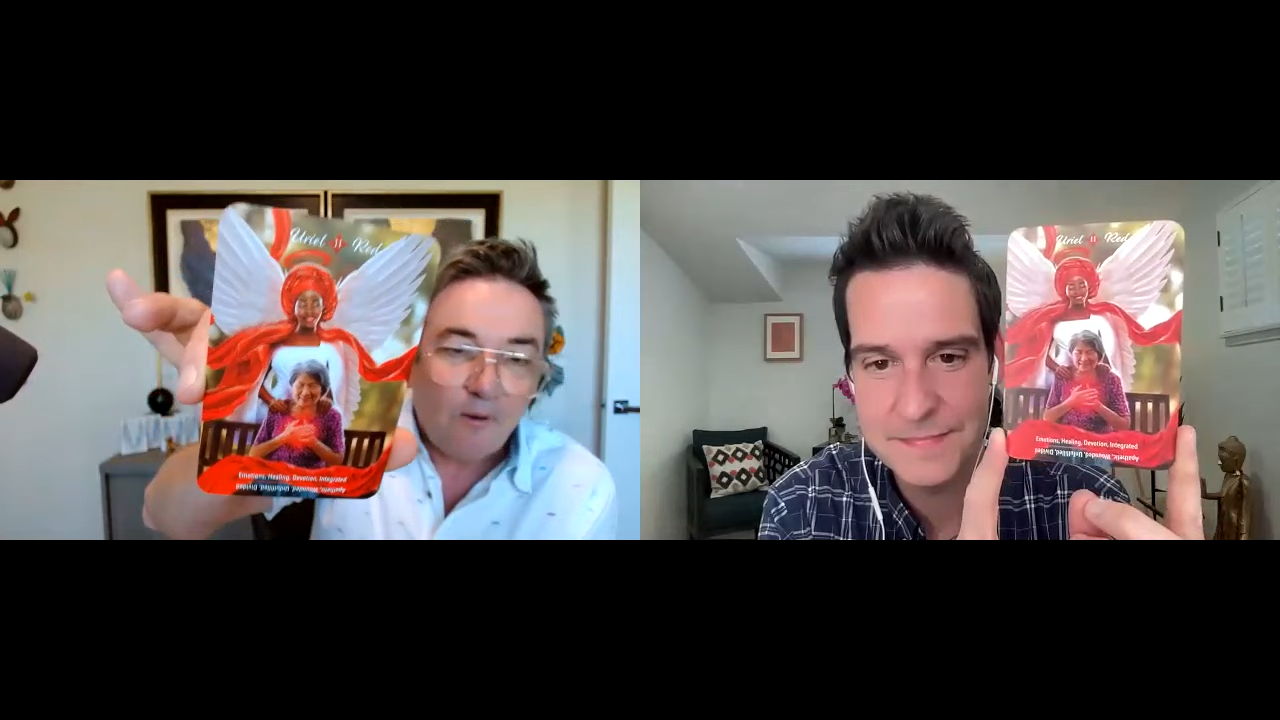 Uriel 11 Red
Emotions, Healing, Devotion, Integrated
Apathetic, Wounded, Unfulfilled, Divided
Uriel 11 Red
Emotions, Healing, Devotion, Integrated
Apathetic, Wounded, Unfulfilled, Divided